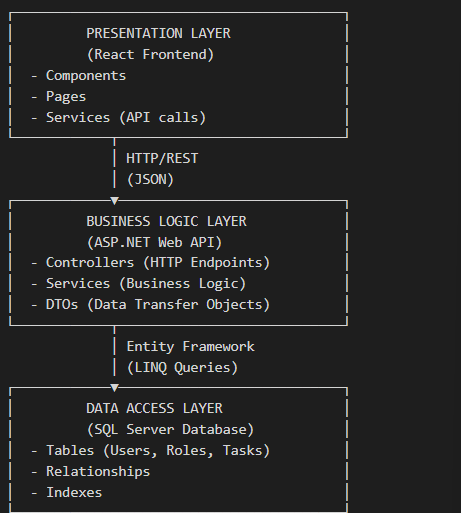 PRESENTATION LAYER
(React Frontend)
- Components
- Pages
- Services (API calls)
HTTP/REST
(JSON)
BUSINESS LOGIC LAYER
(ASP.NET Web API)
- Controllers (HTTP Endpoints)
- Services (Business Logic)
- DTOs (Data Transfer Objects)
Entity Framework
(LINQ Queries)
DATA ACCESS LAYER
(SQL Server Database)
- Tables (Users, Roles, Tasks)
- Relationships
- Indexes